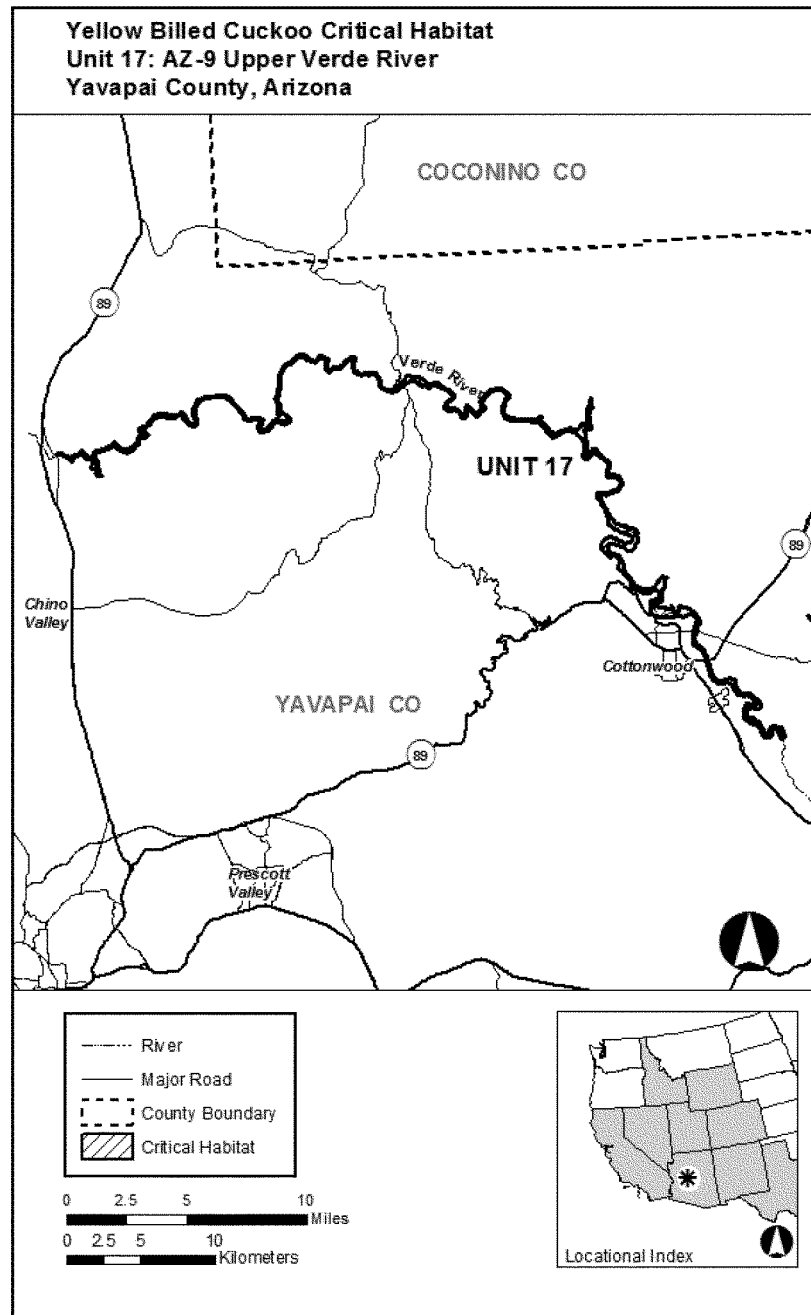 Yellow Billed Cuckoo Critical Habitat
Unit 17: AZ-9 Upper Verde River
Yavapai County, Arizona
COCONINO CO
89
Verde River
UNIT 17
89
Chino
Valley
Cottonwood
YAVAPAI CO
89
Prescott
Valley
River
Major Road
County Boundary
Critical Habitat
0 2.5 5 10
Miles
0 2.5 5 10
Kilometers
Locational Index